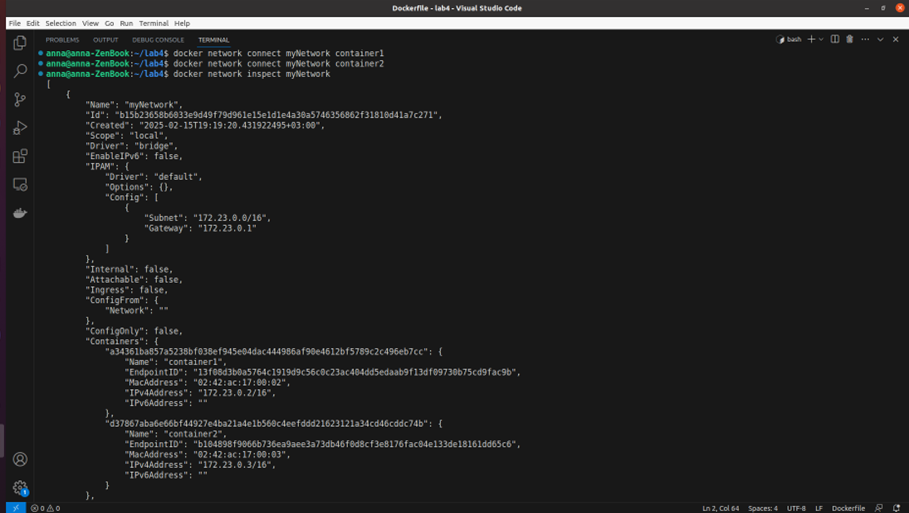 Dockerfile - lab4 - Visual Studio Code
File Edit Selection View Go Run Terminal Help
PROBLEMS OUTPUT DEBUG CONSOLE TERMINAL
bash
anna@anna-ZenBook:~/lab4$ docker network connect myNetwork container1
anna@anna-ZenBook:~/lab4$ docker network connect myNetwork container2
anna@anna-ZenBook:~/lab4$ docker network inspect myNetwork
[
    {
        "Name": "myNetwork",
        "Id": "b15b23658b6033e9d49f79d961e15e1d1e4a30a5746356862f31810d41a7c271",
        "Created": "2025-02-15T19:19:20.431922495+03:00",
        "Scope": "local",
        "Driver": "bridge",
        "EnableIPv6": false,
        "IPAM": {
            "Driver": "default",
            "Options": {},
            "Config": [
                {
                    "Subnet": "172.23.0.0/16",
                    "Gateway": "172.23.0.1"
                }
            ]
        },
        "Internal": false,
        "Attachable": false,
        "Ingress": false,
        "ConfigFrom": {
            "Network": ""
        },
        "ConfigOnly": false,
        "Containers": {
            "a34361ba857a5238bf038ef945e04dac444986af90e4612bf5789c2c496eb7cc": {
                "Name": "container1",
                "EndpointID": "13f08d3b0a5764c1919d9c56c0c23ac404dd5edaab9f13df09730b75cd9fac9b",
                "MacAddress": "02:42:ac:17:00:02",
                "IPv4Address": "172.23.0.2/16",
                "IPv6Address": ""
            },
            "d37867aba6e66bf44927e4ba21a4e1b560c4eefddd21623121a34cd46cddc74b": {
                "Name": "container2",
                "EndpointID": "b104898f9066b736ea9aee3a73db46f0d8cf3e8176fac04e133de18161dd65c6",
                "MacAddress": "02:42:ac:17:00:03",
                "IPv4Address": "172.23.0.3/16",
                "IPv6Address": ""
            }
        },
1
0 0 Ln 2, Col 64 Spaces: 4 UTF-8 LF Dockerfile